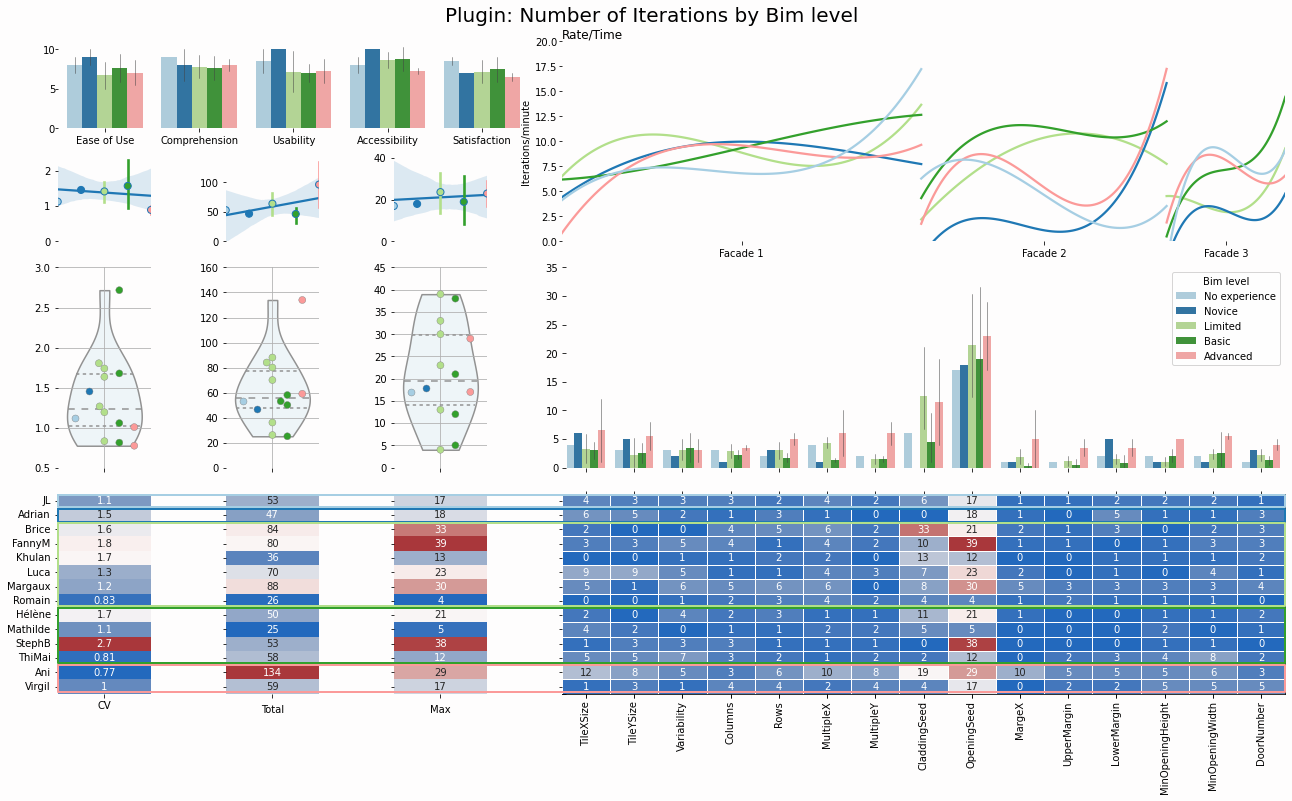 Plugin: Number of Iterations by Bim level
Rate/Time
10
5
0
Ease of Use Comprehension Usability Accessibility Satisfaction
20.0
17.5
15.0
12.5
10.0
7.5
5.0
2.5
0.0
Iterations/minute
Facade 1 Facade 2 Facade 3
2
1
0
100
50
0
40
20
0
3.0
2.5
2.0
1.5
1.0
0.5
160
140
120
100
80
60
40
20
0
45
40
35
30
25
20
15
10
5
0
35
30
25
20
15
10
5
0
Bim level
No experience
Novice
Limited
Basic
Advanced
JL 1.1 53 17 4 3 3 3 2 4 2 6 17 1 1 2 2 2 1
Adrian 1.5 47 18 6 5 2 1 3 1 0 0 18 1 0 5 1 1 3
Brice 1.6 84 33 2 0 0 4 5 6 2 33 21 2 1 3 0 2 3
FannyM 1.8 80 39 3 3 5 4 1 4 2 10 39 1 1 0 1 3 3
Khulan 1.7 36 13 0 0 1 1 2 2 0 13 12 0 0 1 1 1 2
Luca 1.3 70 23 9 9 5 1 1 4 3 7 23 2 0 1 0 4 1
Margaux 1.2 88 30 5 1 6 5 6 6 0 8 30 5 3 3 3 3 4
Romain 0.83 26 4 0 0 1 2 3 4 2 4 4 1 2 1 1 1 0
Hélène 1.7 50 21 2 0 4 2 3 1 1 11 21 1 0 0 1 1 2
Mathilde 1.1 25 5 4 2 0 1 1 2 2 5 5 0 0 0 2 0 1
StephB 2.7 53 38 1 3 3 3 1 1 1 0 38 0 0 0 1 1 0
ThiMai 0.81 58 12 5 5 7 3 2 1 2 2 12 0 2 3 4 8 2
Ani 0.77 134 29 12 8 5 3 6 10 8 19 29 10 5 5 5 6 3
Virgil 1 59 17 1 3 1 4 4 2 4 4 17 0 2 2 5 5 5
CV Total Max
TileXSize
TileYSize
Variability
Columns
Rows
MultipleX
MultipleY
CladdingSeed
OpeningSeed
MargeX
UpperMargin
LowerMargin
MinOpeningHeight
MinOpeningWidth
DoorNumber